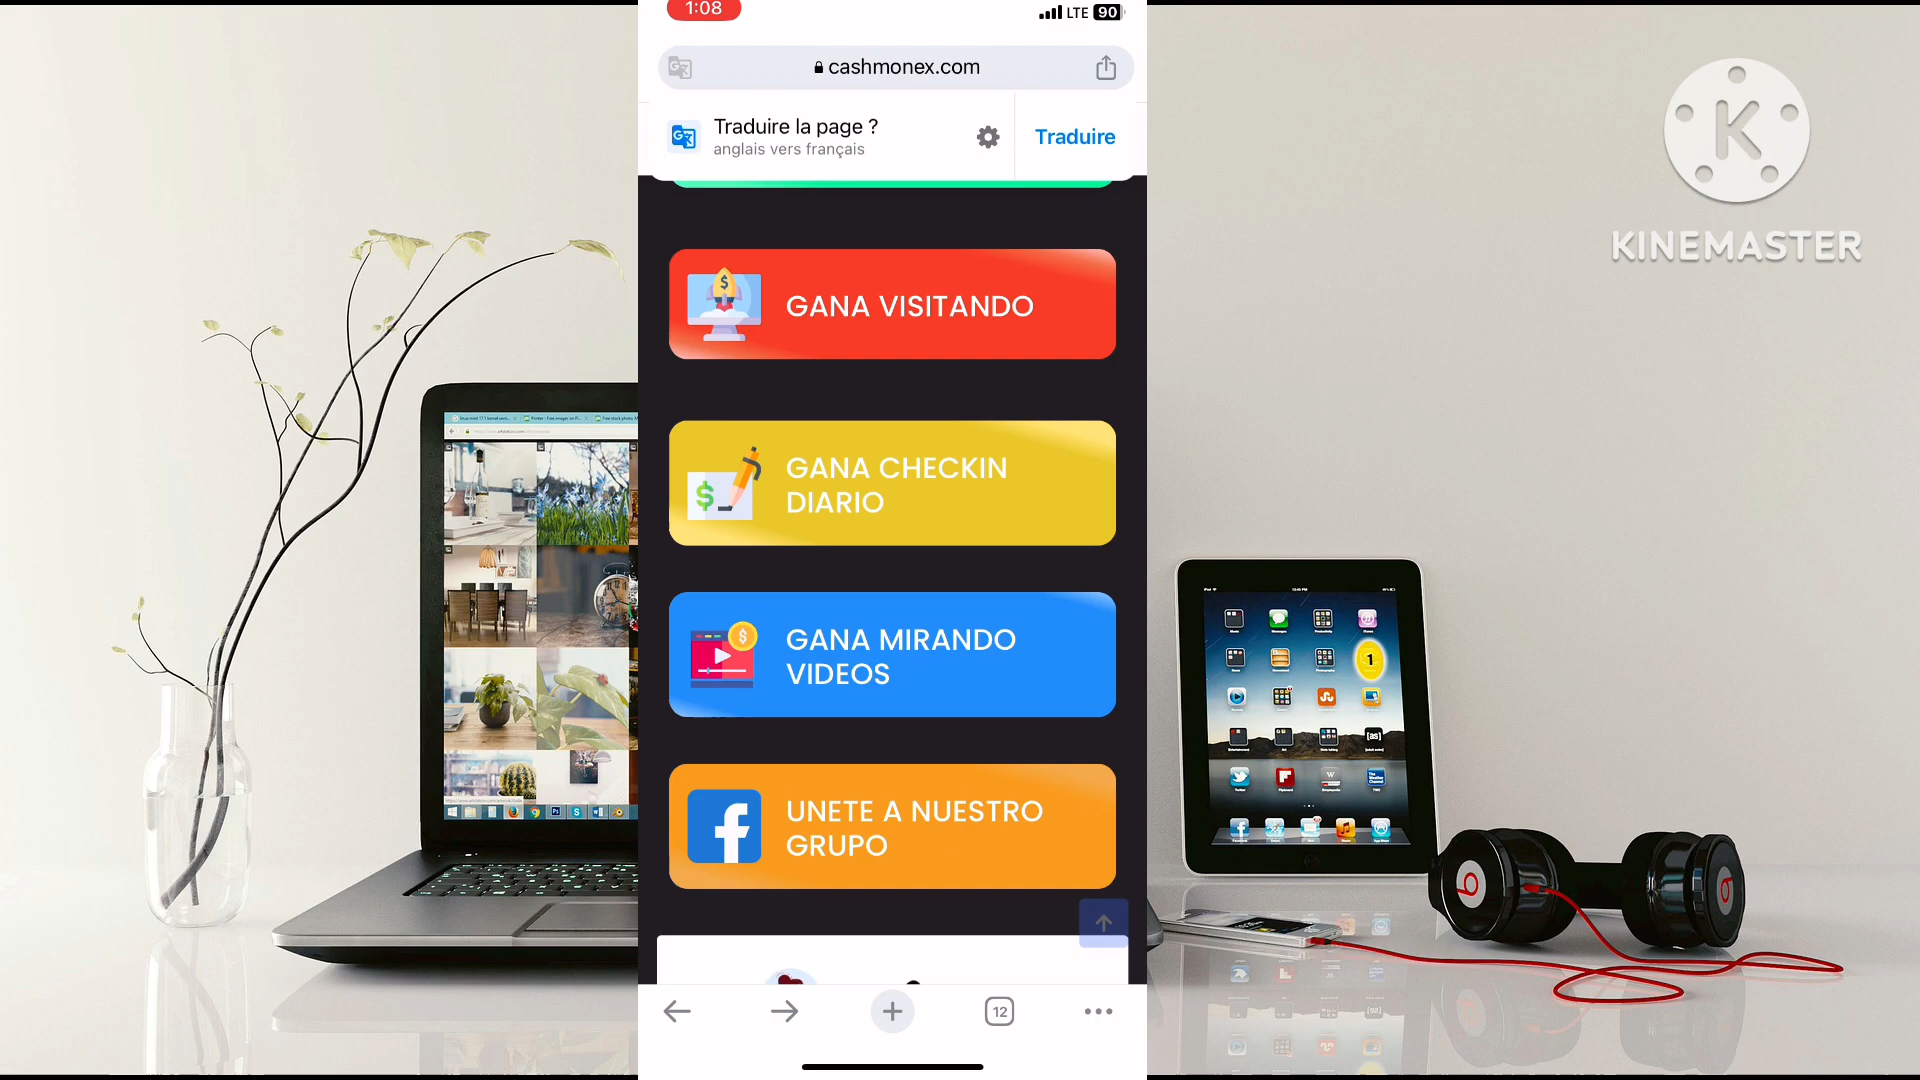 1:08
LTE 90
cashmonex.com
Traduire la page ?
anglais vers français
Traduire
KINEMASTER
GANA VISITANDO
GANA CHECKIN
DIARIO
GANA MIRANDO
VIDEOS
UNETE A NUESTRO
GRUPO
12
1